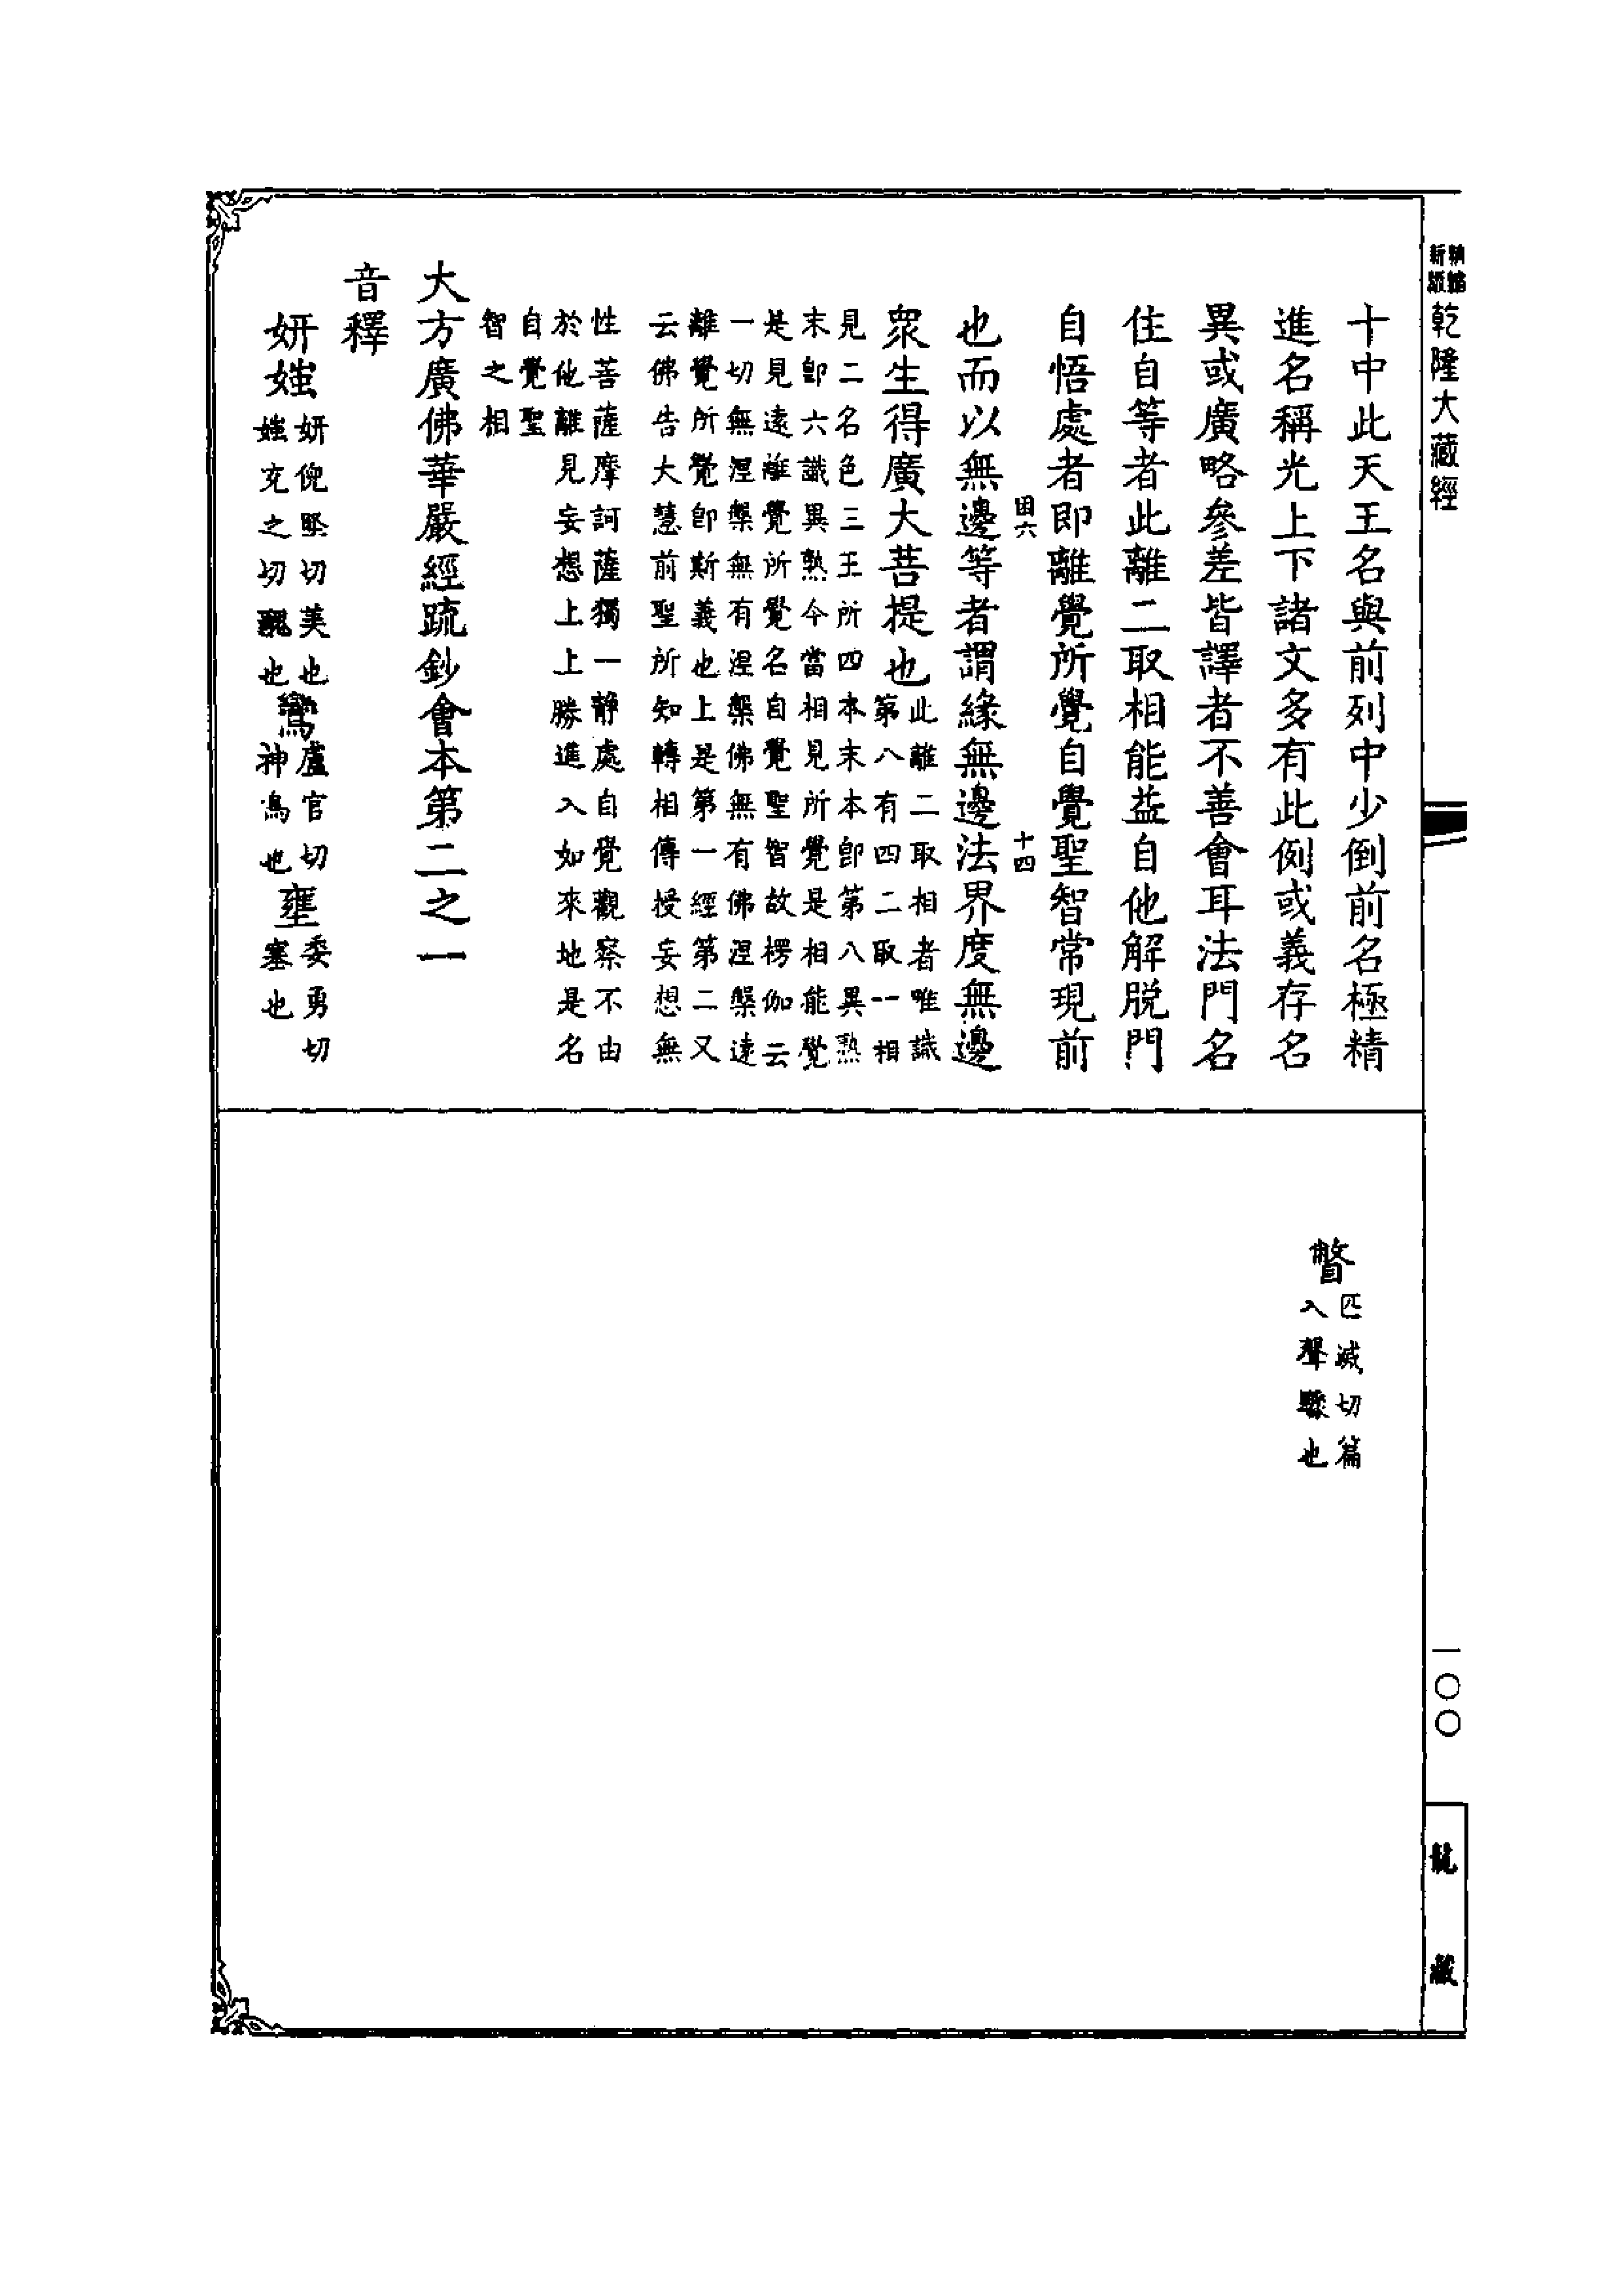 新編縮版乾隆大藏經
十中此天王名與前列中少倒前名極精
進名稱光上下諸文多有此例或義存名
異或廣略參差皆譯者不善會耳法門名
住自等者此離二取相能益自他解脫門
自悟處者即離覺所覺自覺聖智常現前
田六 十四
也而以無邊等者謂緣無邊法界度無邊
眾生得廣大菩提也
此離二取相者唯識
第八有四二取一相
見二名色三王所四本末本卽第八異熟
末卽六識異熟今當相見所覺是相能覺
是見遠離覺所覺名自覺聖智故楞伽云
一切無涅槃無有涅槃佛無有佛涅槃遠
離覺所覺卽斯義也上是第一經第二又
云佛告大慧前聖所知轉相傳授妄想無
性菩薩摩訶薩獨一靜處自覺觀察不由
於他離見妄想上上勝進入如來地是名
自覺聖
智之相
大方廣佛華嚴經疏鈔會本第二之一
音釋
妍媸
妍倪堅切美也
媸充之切醜也
鸞
盧官切
神鳥也
壅
委勇切
塞也
瞥
匹滅切篇
入聲瞥也
一〇〇
龍藏